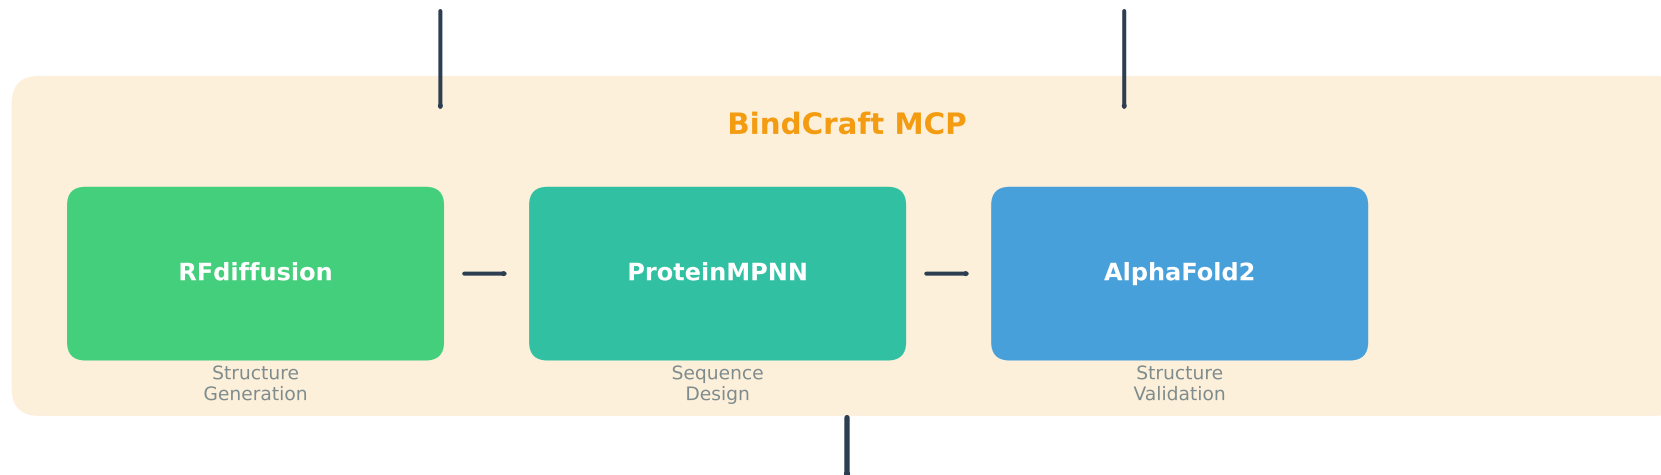 BindCraft MCP
RFdiffusion
ProteinMPNN
AlphaFold2
Structure
Generation
Sequence
Design
Structure
Validation